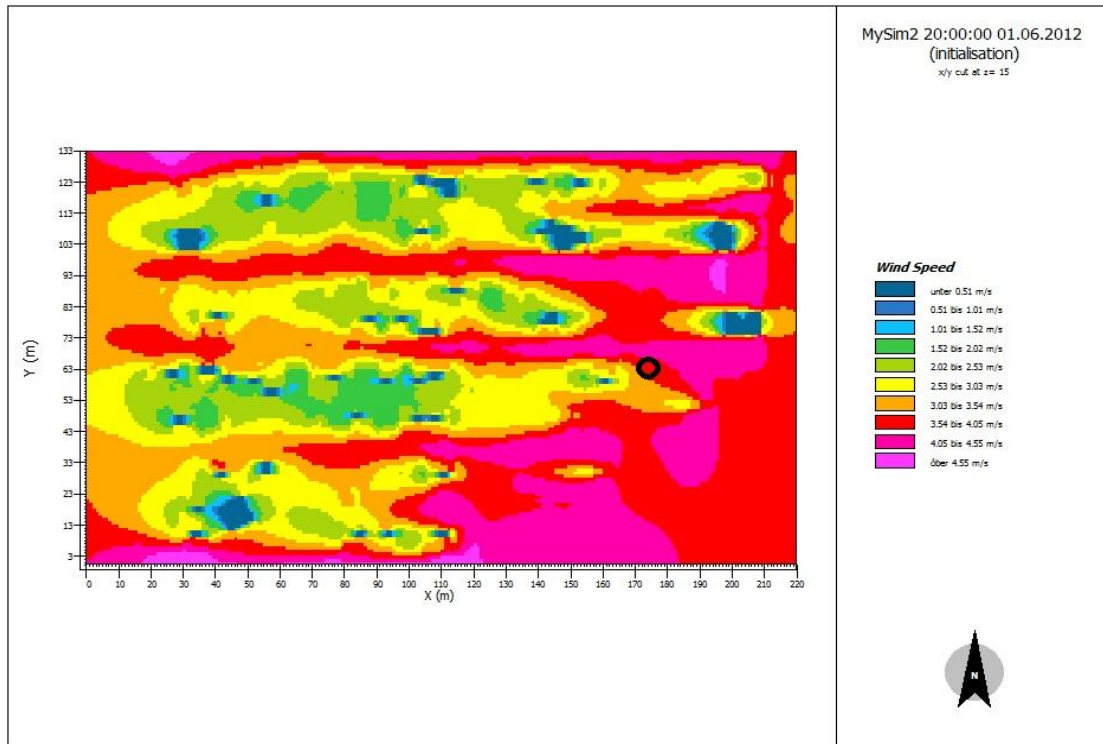 MySim2 20:00:00 01.06.2012
(initialisation)
x/y cut at z= 15
133
123
113
103
93
83
73
63
53
43
33
23
13
3
Y (m)
0 10 20 30 40 50 60 70 80 90 100 110 120 130 140 150 160 170 180 190 200 210 220
X (m)
Wind Speed
unter 0.51 m/s
0.51 bis 1.01 m/s
1.01 bis 1.52 m/s
1.52 bis 2.02 m/s
2.02 bis 2.53 m/s
2.53 bis 3.03 m/s
3.03 bis 3.54 m/s
3.54 bis 4.05 m/s
4.05 bis 4.55 m/s
öber 4.55 m/s
N